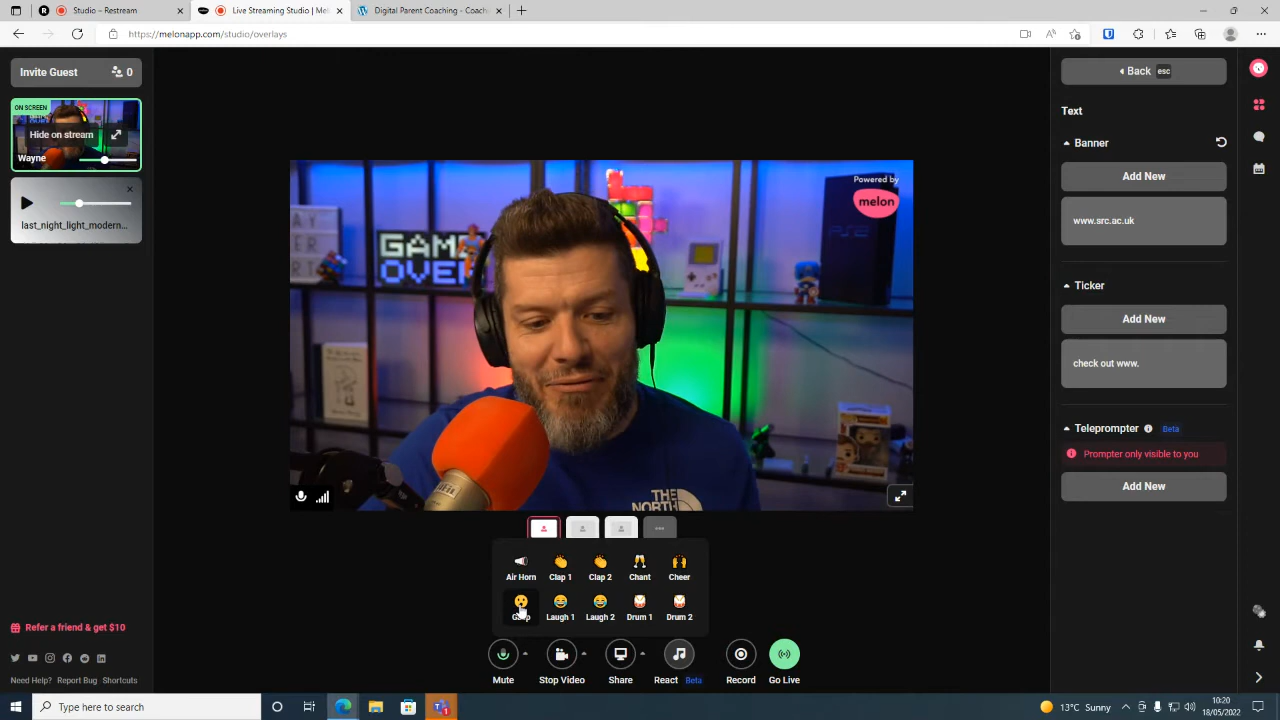 Studio – Restream
Live Streaming Studio | Mel
Digital Parent Coaching – Coach
https://melonapp.com/studio/overlays
Invite Guest
0
ON SCREEN
Hide on stream
Wayne
last_night_light_modern...
Powered by
melon
GAME
OVER
THE
NORTH
Air Horn
Clap 1
Clap 2
Chant
Cheer
Laugh 1
Laugh 2
Drum 1
Drum 2
Mute
Stop Video
Share
React
Beta
Record
Go Live
Back
esc
Text
Banner
Add New
www.src.ac.uk
Ticker
Add New
check out www.
Teleprompter
Beta
Prompter only visible to you
Add New
Refer a friend & get $10
Need Help?
Report Bug
Shortcuts
Type here to search
13°C Sunny
10:20
18/05/2022